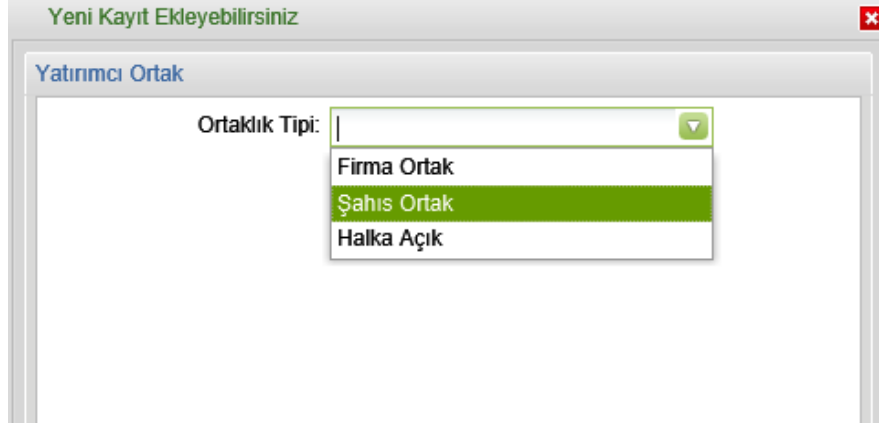 Yeni Kayıt Ekleyebilirsiniz
Yatırımcı Ortak
Ortaklık Tipi:
Firma Ortak
Şahıs Ortak
Halka Açık